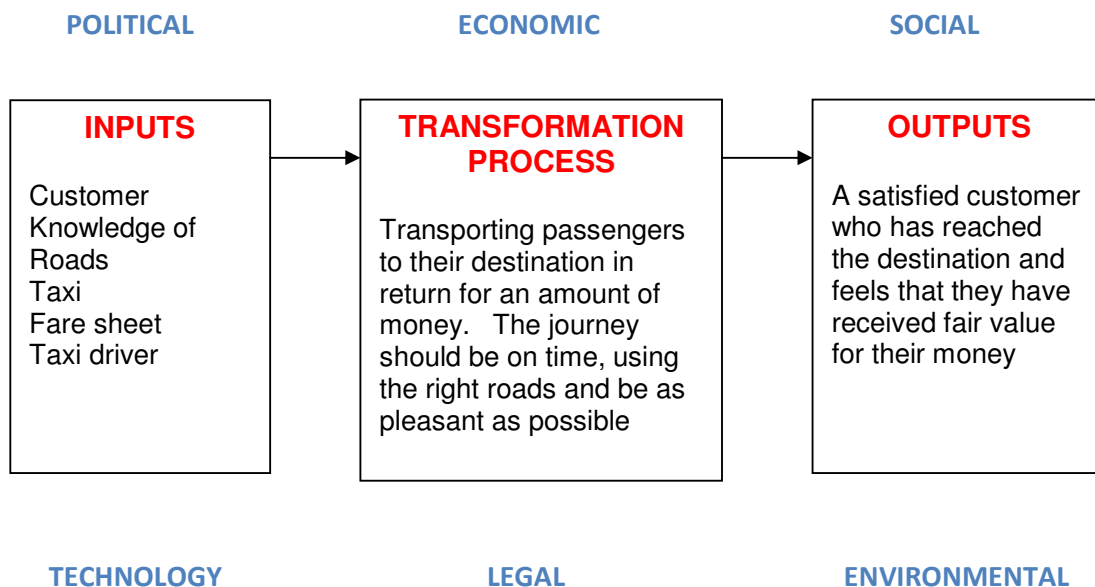 POLITICAL
ECONOMIC
SOCIAL
INPUTS
Customer
Knowledge of
Roads
Taxi
Fare sheet
Taxi driver
TRANSFORMATION
PROCESS
Transporting passengers
to their destination in
return for an amount of
money. The journey
should be on time, using
the right roads and be as
pleasant as possible
OUTPUTS
A satisfied customer
who has reached
the destination and
feels that they have
received fair value
for their money
TECHNOLOGY
LEGAL
ENVIRONMENTAL